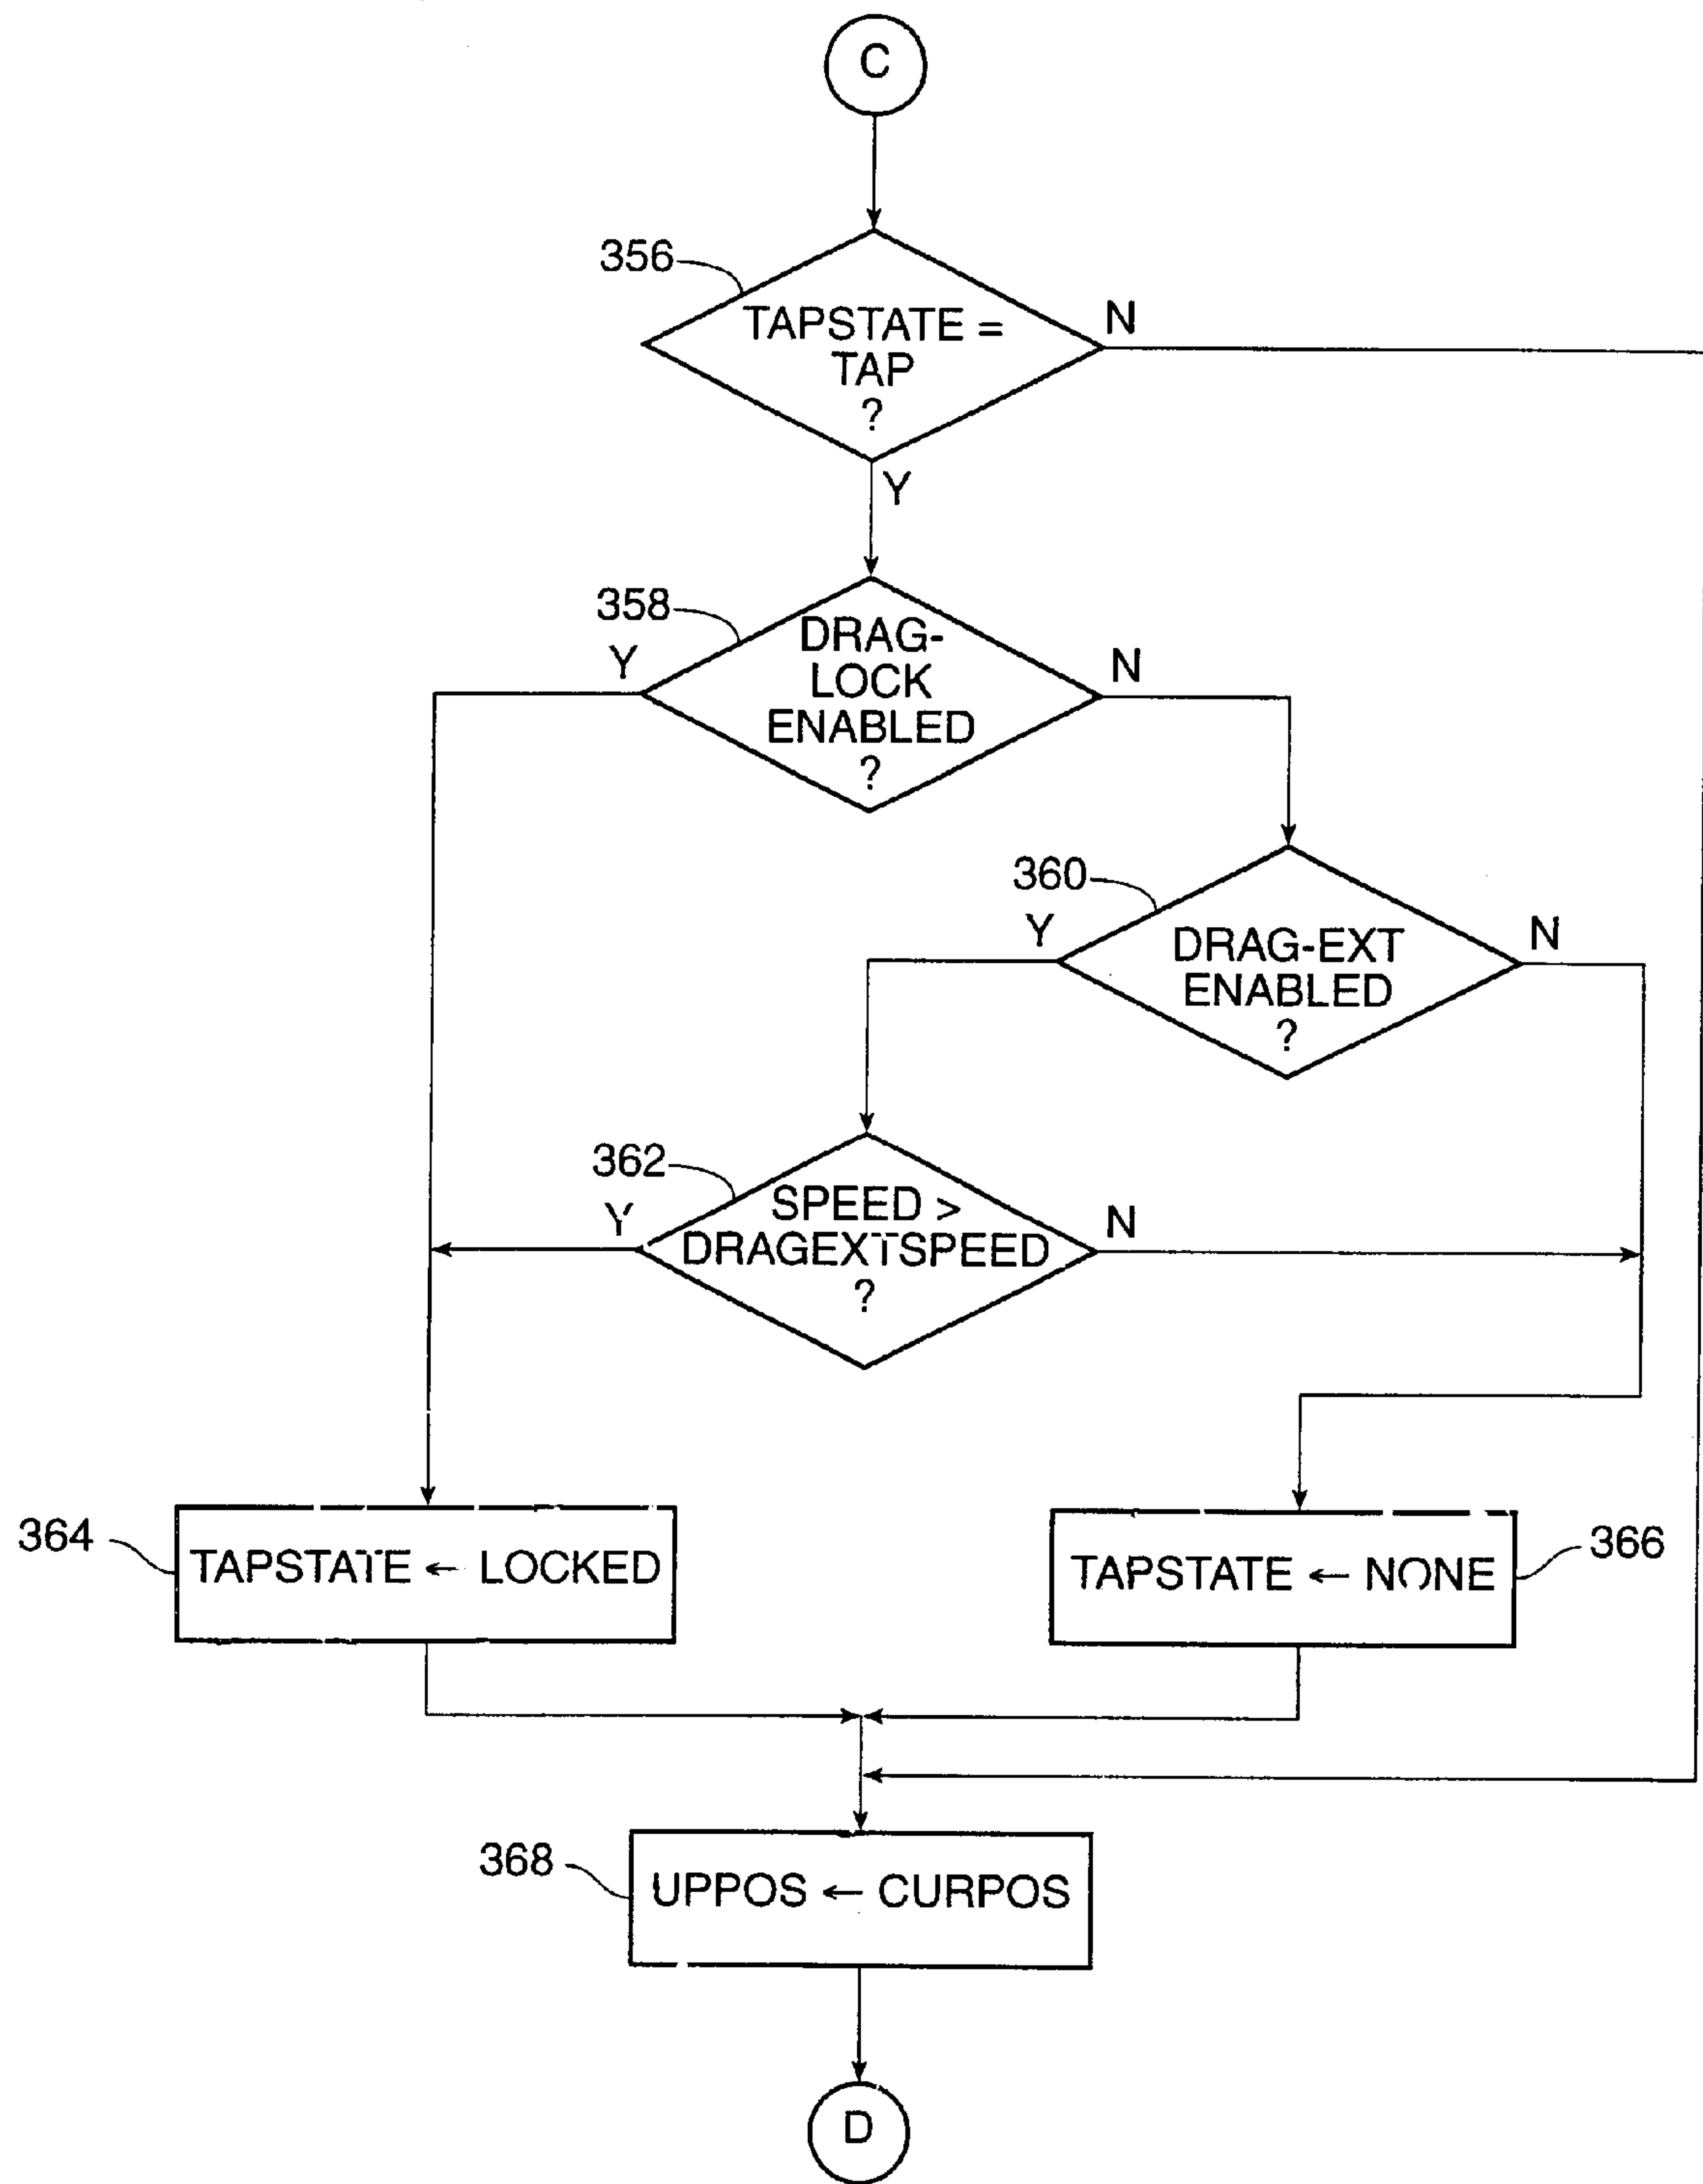 C
356
TAPSTATE =
TAP
?
N
Y
358
DRAG-
LOCK
ENABLED
?
Y
N
360
DRAG-EXT
ENABLED
?
Y
N
362
SPEED >
DRAGEXTSPEED
?
Y
N
364
TAPSTATE ← LOCKED
TAPSTATE ← NONE
366
368
UPPOS ← CURPOS
D